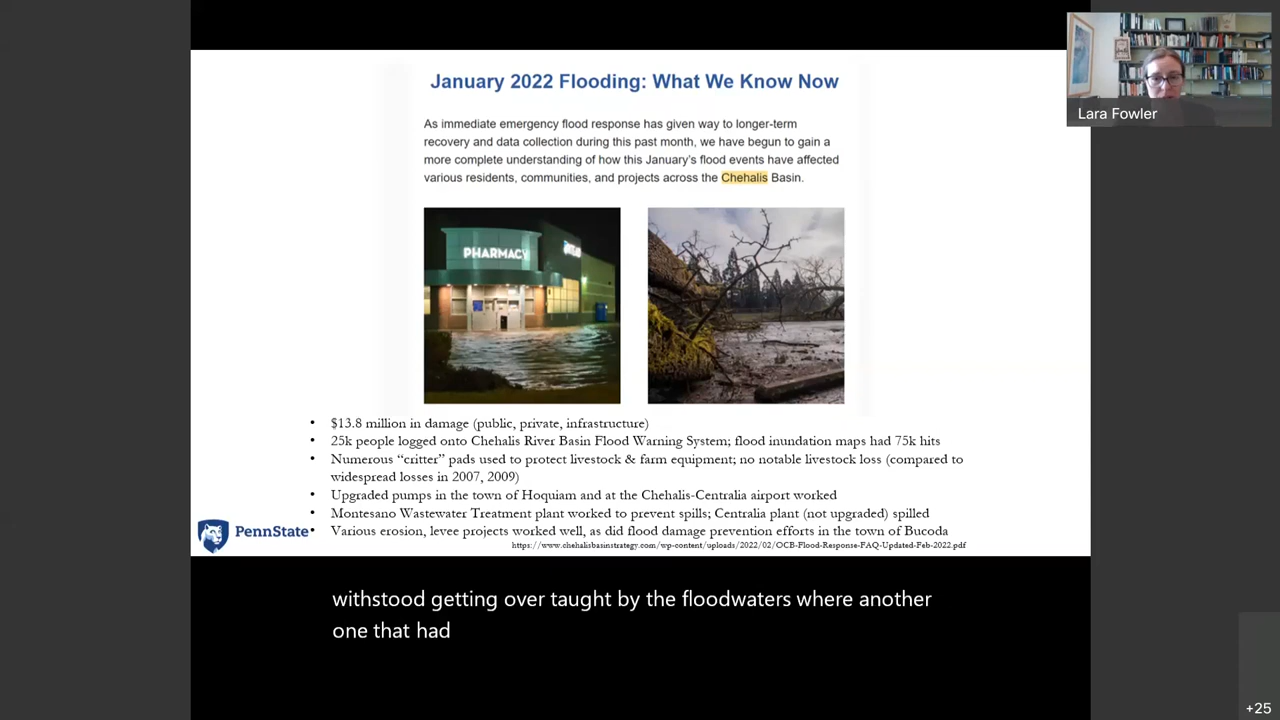 January 2022 Flooding: What We Know Now
Lara Fowler
As immediate emergency flood response has given way to longer-term
recovery and data collection during this past month, we have begun to gain a
more complete understanding of how this January's flood events have affected
various residents, communities, and projects across the Chehalis Basin.
PHARMACY
• $13.8 million in damage (public, private, infrastructure)
• 25k people logged onto Chehalis River Basin Flood Warning System; flood inundation maps had 75k hits
• Numerous “critter” pads used to protect livestock & farm equipment; no notable livestock loss (compared to
widespread losses in 2007, 2009)
• Upgraded pumps in the town of Hoquiam and at the Chehalis-Centralia airport worked
• Montesano Wastewater Treatment plant worked to prevent spills; Centralia plant (not upgraded) spilled
• Various erosion, levee projects worked well, as did flood damage prevention efforts in the town of Bucoda
PennState
https://www.chehalisbasinstrategy.com/wp-content/uploads/2022/02/OCB-Flood-Response-FAQ-Updated-Feb-2022.pdf
withstood getting over taught by the floodwaters where another
one that had
+25